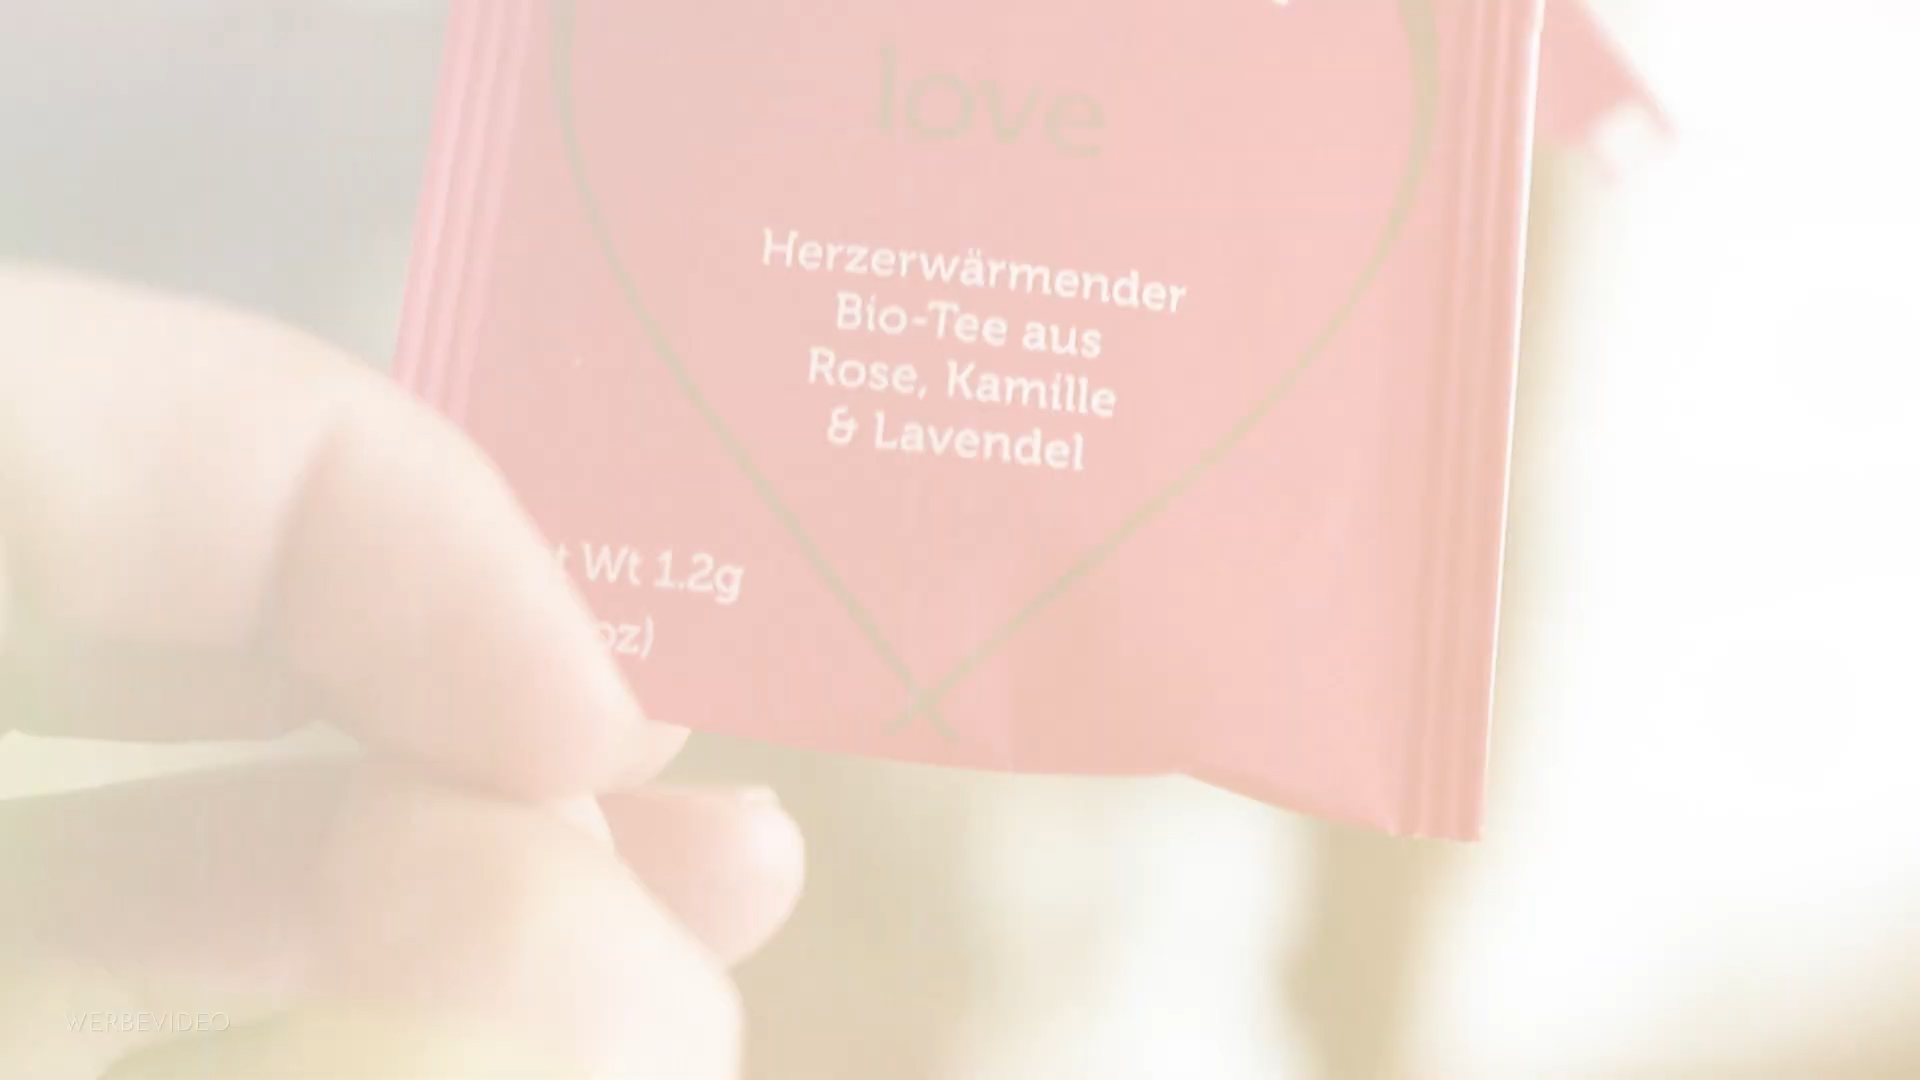 love
Herzerwärmender
Bio-Tee aus
Rose, Kamille
& Lavendel
Wt 1.2g
oz)
WERBEVIDEO